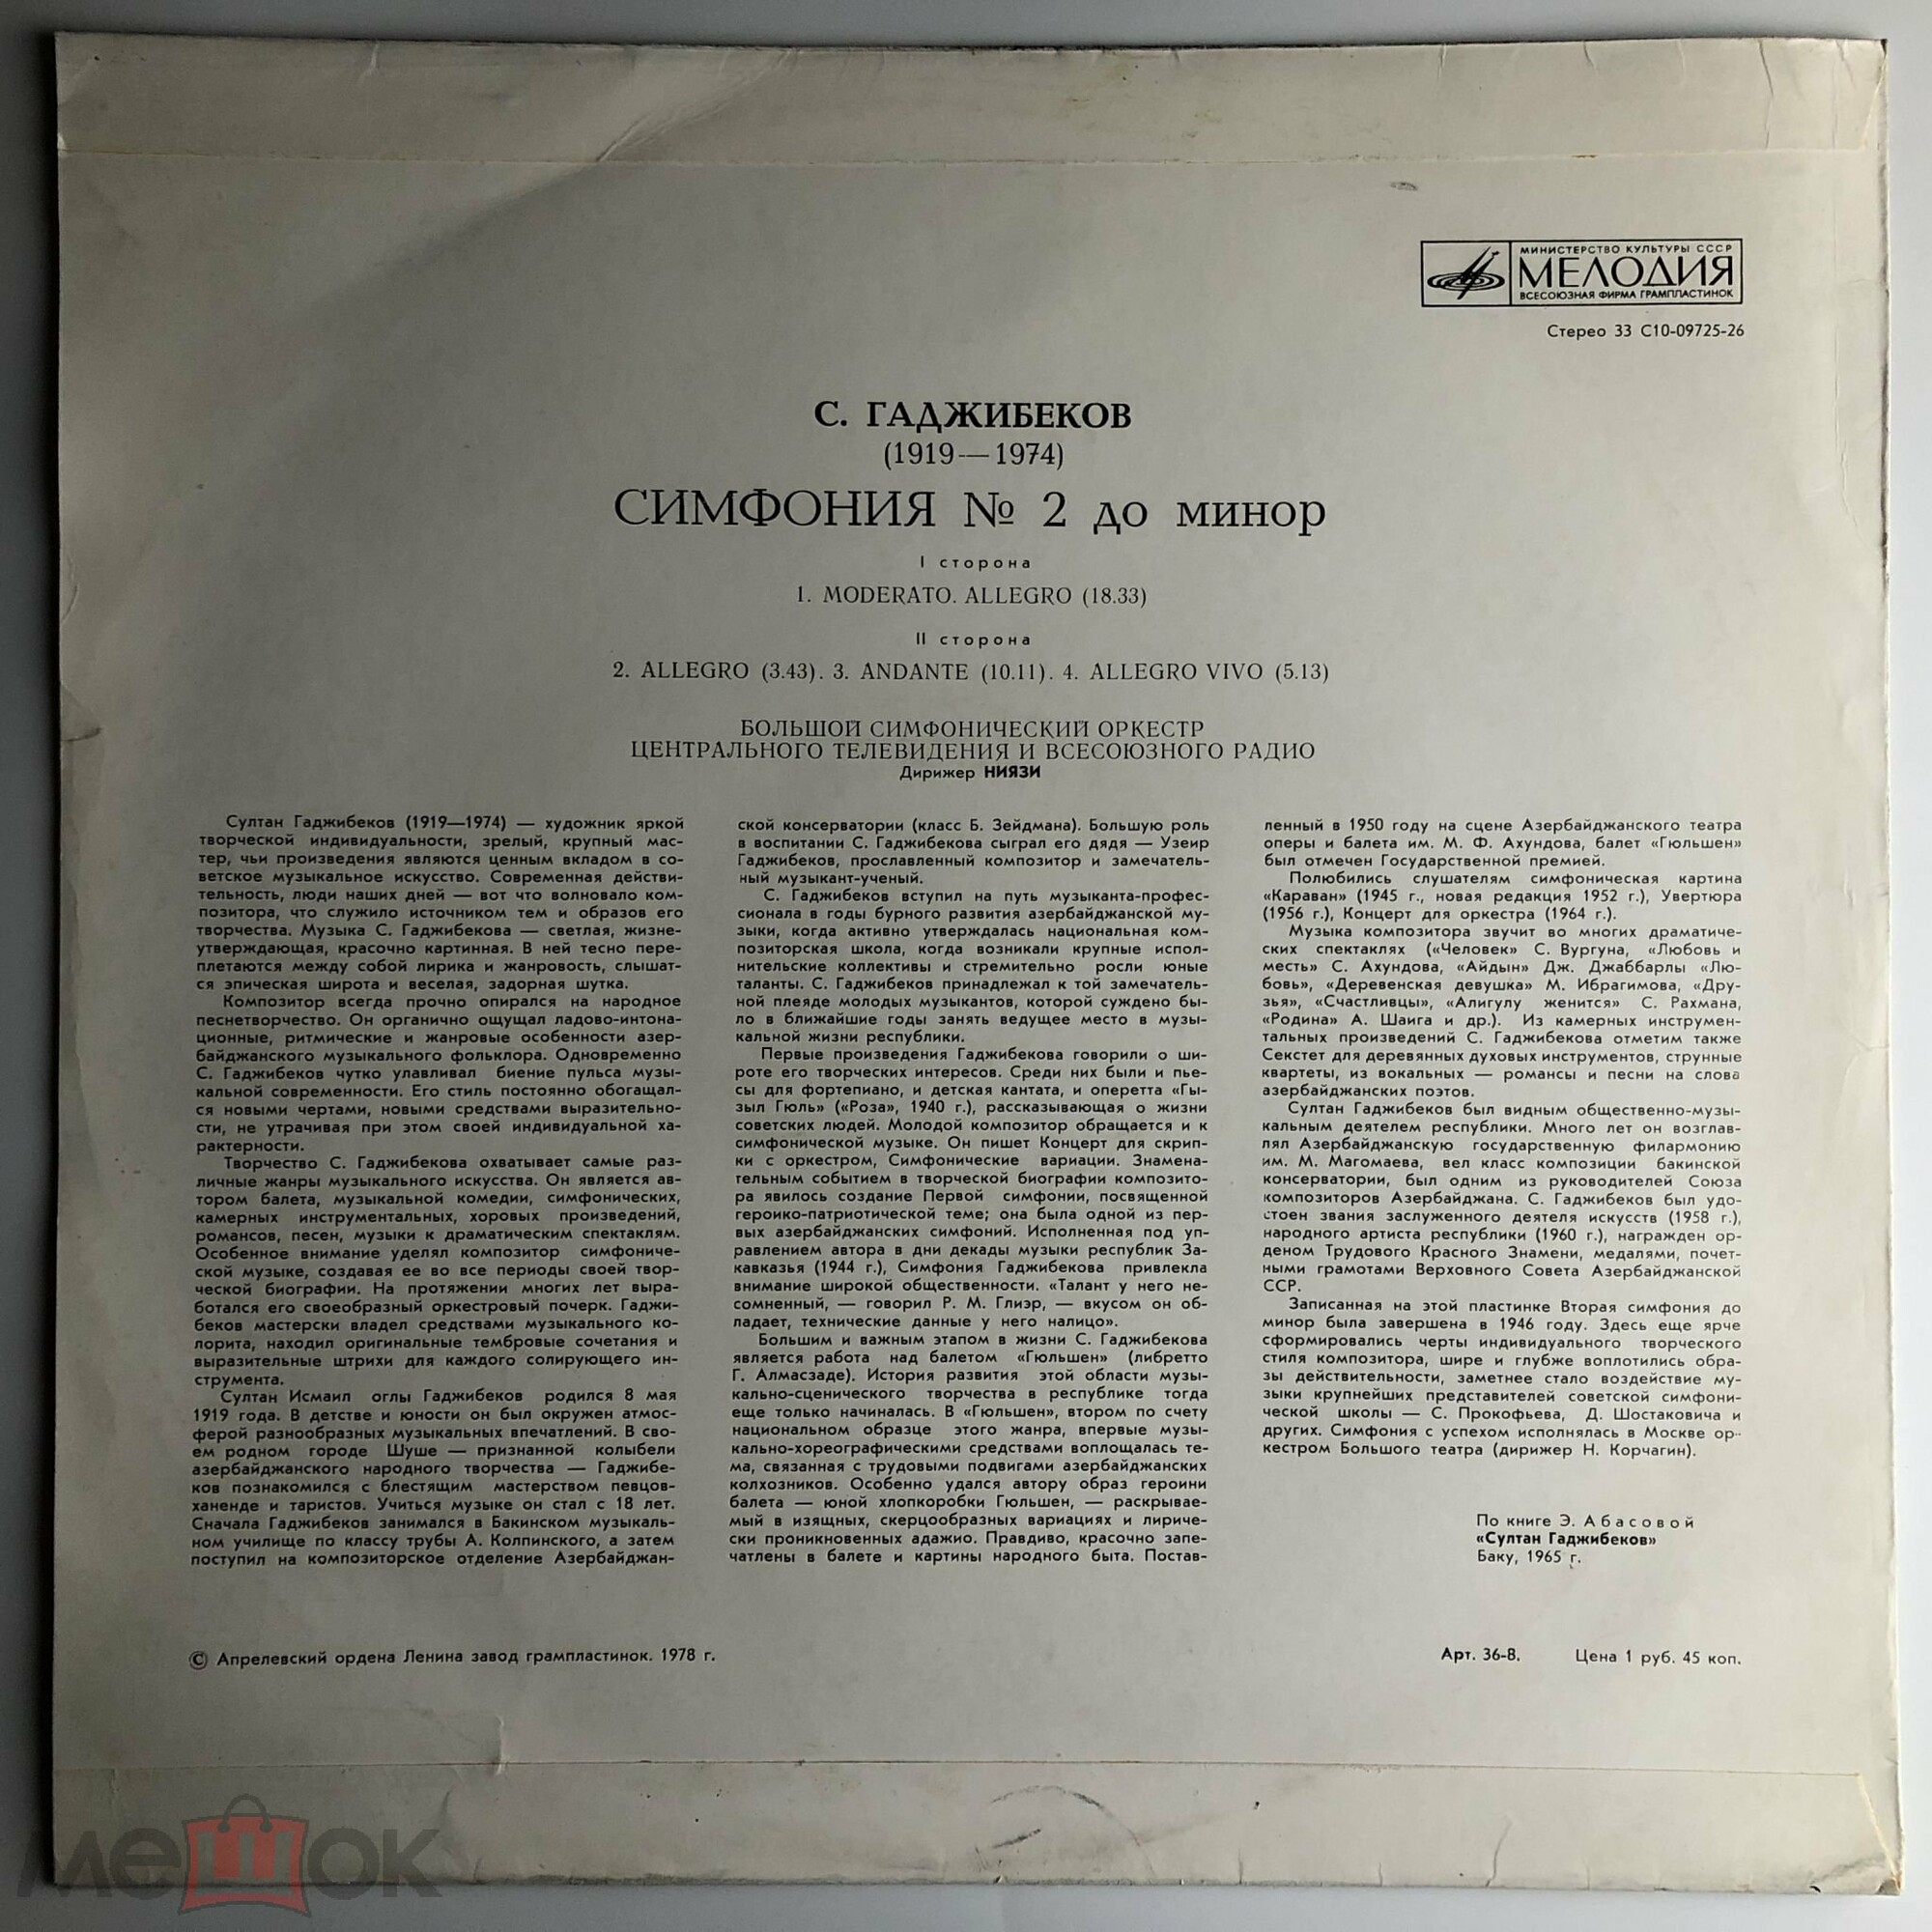 МИНИСТЕРСТВО КУЛЬТУРЫ СССР
МЕЛОДИЯ
ВСЕСОЮЗНАЯ ФИРМА ГРАМПЛАСТИНОК
Стерео 33 С10-09725-26
С. ГАДЖИБЕКОВ
(1919—1974)
СИМФОНИЯ № 2 до минор
I сторона
1. MODERATO. ALLEGRO (18.33)
II сторона
2. ALLEGRO (3.43). 3. ANDANTE (10.11). 4. ALLEGRO VIVO (5.13)
БОЛЬШОЙ СИМФОНИЧЕСКИЙ ОРКЕСТР
ЦЕНТРАЛЬНОГО ТЕЛЕВИДЕНИЯ И ВСЕСОЮЗНОГО РАДИО
Дирижер НИЯЗИ
Султан Гаджибеков (1919—1974) — художник яркой
творческой индивидуальности, зрелый, крупный мас-
тер, чьи произведения являются ценным вкладом в со-
ветское музыкальное искусство. Современная действи-
тельность, люди наших дней — вот что волновало ком-
позитора, что служило источником тем и образов его
творчества. Музыка С. Гаджибекова — светлая, жизне-
утверждающая, красочно картинная. В ней тесно пере-
плетаются между собой лирика и жанровость, слышат-
ся эпическая широта и веселая, задорная шутка.
Композитор всегда прочно опирался на народное
песнетворчество. Он органично ощущал ладово-интона-
ционные, ритмические и жанровые особенности азер-
байджанского музыкального фольклора. Одновременно
С. Гаджибеков чутко улавливал биение пульса музы-
кальной современности. Его стиль постоянно обогащал-
ся новыми чертами, новыми средствами выразительно-
сти, не утрачивая при этом своей индивидуальной ха-
рактерности.
Творчество С. Гаджибекова охватывает самые раз-
личные жанры музыкального искусства. Он является ав-
тором балета, музыкальной комедии, симфонических,
камерных инструментальных, хоровых произведений,
романсов, песен, музыки к драматическим спектаклям.
Особенное внимание уделял композитор симфониче-
ской музыке, создавая ее во все периоды своей твор-
ческой биографии. На протяжении многих лет выра-
ботался его своеобразный оркестровый почерк. Гаджи-
беков мастерски владел средствами музыкального ко-
лорита, находил оригинальные тембровые сочетания и
выразительные штрихи для каждого солирующего ин-
струмента.
Султан Исмаил оглы Гаджибеков родился 8 мая
1919 года. В детстве и юности он был окружен атмос-
ферой разнообразных музыкальных впечатлений. В сво-
ем родном городе Шуше — признанной колыбели
азербайджанского народного творчества — Гаджибе-
ков познакомился с блестящим мастерством певцов-
ханенде и таристов. Учиться музыке он стал с 18 лет.
Сначала Гаджибеков занимался в Бакинском музыкаль-
ном училище по классу трубы А. Колпинского, а затем
поступил на композиторское отделение Азербайджан-
ской консерватории (класс Б. Зейдмана). Большую роль
в воспитании С. Гаджибекова сыграл его дядя — Узеир
Гаджибеков, прославленный композитор и замечатель-
ный музыкант-ученый.
С. Гаджибеков вступил на путь музыканта-профес-
сионала в годы бурного развития азербайджанской му-
зыки, когда активно утверждалась национальная ком-
позиторская школа, когда возникали крупные испол-
нительские коллективы и стремительно росли юные
таланты. С. Гаджибеков принадлежал к той замечатель-
ной плеяде молодых музыкантов, которой суждено бы-
ло в ближайшие годы занять ведущее место в музы-
кальной жизни республики.
Первые произведения Гаджибекова говорили о ши-
роте его творческих интересов. Среди них были и пье-
сы для фортепиано, и детская кантата, и оперетта «Гы-
зыл Гюль» («Роза», 1940 г.), рассказывающая о жизни
советских людей. Молодой композитор обращается и к
симфонической музыке. Он пишет Концерт для скрип-
ки с оркестром, Симфонические вариации. Знамена-
тельным событием в творческой биографии композито-
ра явилось создание Первой симфонии, посвященной
героико-патриотической теме; она была одной из пер-
вых азербайджанских симфоний. Исполненная под уп-
равлением автора в дни декады музыки республик За-
кавказья (1944 г.), Симфония Гаджибекова привлекла
внимание широкой общественности. «Талант у него не-
сомненный, — говорил Р. М. Глиэр, — вкусом он об-
ладает, технические данные у него налицо».
Большим и важным этапом в жизни С. Гаджибекова
является работа над балетом «Гюльшен» (либретто
Г. Алмасзаде). История развития этой области музы-
кально-сценического творчества в республике тогда
еще только начиналась. В «Гюльшен», втором по счету
национальном образце этого жанра, впервые музы-
кально-хореографическими средствами воплощалась те-
ма, связанная с трудовыми подвигами азербайджанских
колхозников. Особенно удался автору образ героини
балета — юной хлопкоробки Гюльшен, — раскрывае-
мый в изящных, скерцообразных вариациях и лириче-
ски проникновенных адажио. Правдиво, красочно запе-
чатлены в балете и картины народного быта. Постав-
ленный в 1950 году на сцене Азербайджанского театра
оперы и балета им. М. Ф. Ахундова, балет «Гюльшен»
был отмечен Государственной премией.
Полюбились слушателям симфоническая картина
«Караван» (1945 г., новая редакция 1952 г.), Увертюра
(1956 г.), Концерт для оркестра (1964 г.).
Музыка композитора звучит во многих драматиче-
ских спектаклях («Человек» С. Вургуна, «Любовь и
месть» С. Ахундова, «Айдын» Дж. Джаббарлы «Лю-
бовь», «Деревенская девушка» М. Ибрагимова, «Дру-
зья», «Счастливцы», «Алигулу женится» С. Рахмана,
«Родина» А. Шаига и др.). Из камерных инструмен-
тальных произведений С. Гаджибекова отметим также
Секстет для деревянных духовых инструментов, струнные
квартеты, из вокальных — романсы и песни на слова
азербайджанских поэтов.
Султан Гаджибеков был видным общественно-музы-
кальным деятелем республики. Много лет он возглав-
лял Азербайджанскую государственную филармонию
им. М. Магомаева, вел класс композиции бакинской
консерватории, был одним из руководителей Союза
композиторов Азербайджана. С. Гаджибеков был удо-
стоен звания заслуженного деятеля искусств (1958 г.),
народного артиста республики (1960 г.), награжден ор-
деном Трудового Красного Знамени, медалями, почет-
ными грамотами Верховного Совета Азербайджанской
ССР.
Записанная на этой пластинке Вторая симфония до
минор была завершена в 1946 году. Здесь еще ярче
сформировались черты индивидуального творческого
стиля композитора, шире и глубже воплотились обра-
зы действительности, заметнее стало воздействие му-
зыки крупнейших представителей советской симфони-
ческой школы — С. Прокофьева, Д. Шостаковича и
других. Симфония с успехом исполнялась в Москве ор-
кестром Большого театра (дирижер Н. Корчагин).
По книге Э. Абасовой
«Султан Гаджибеков»
Баку, 1965 г.
© Апрелевский ордена Ленина завод грампластинок. 1978 г.
Арт. 36-8. Цена 1 руб. 45 коп.
мешок